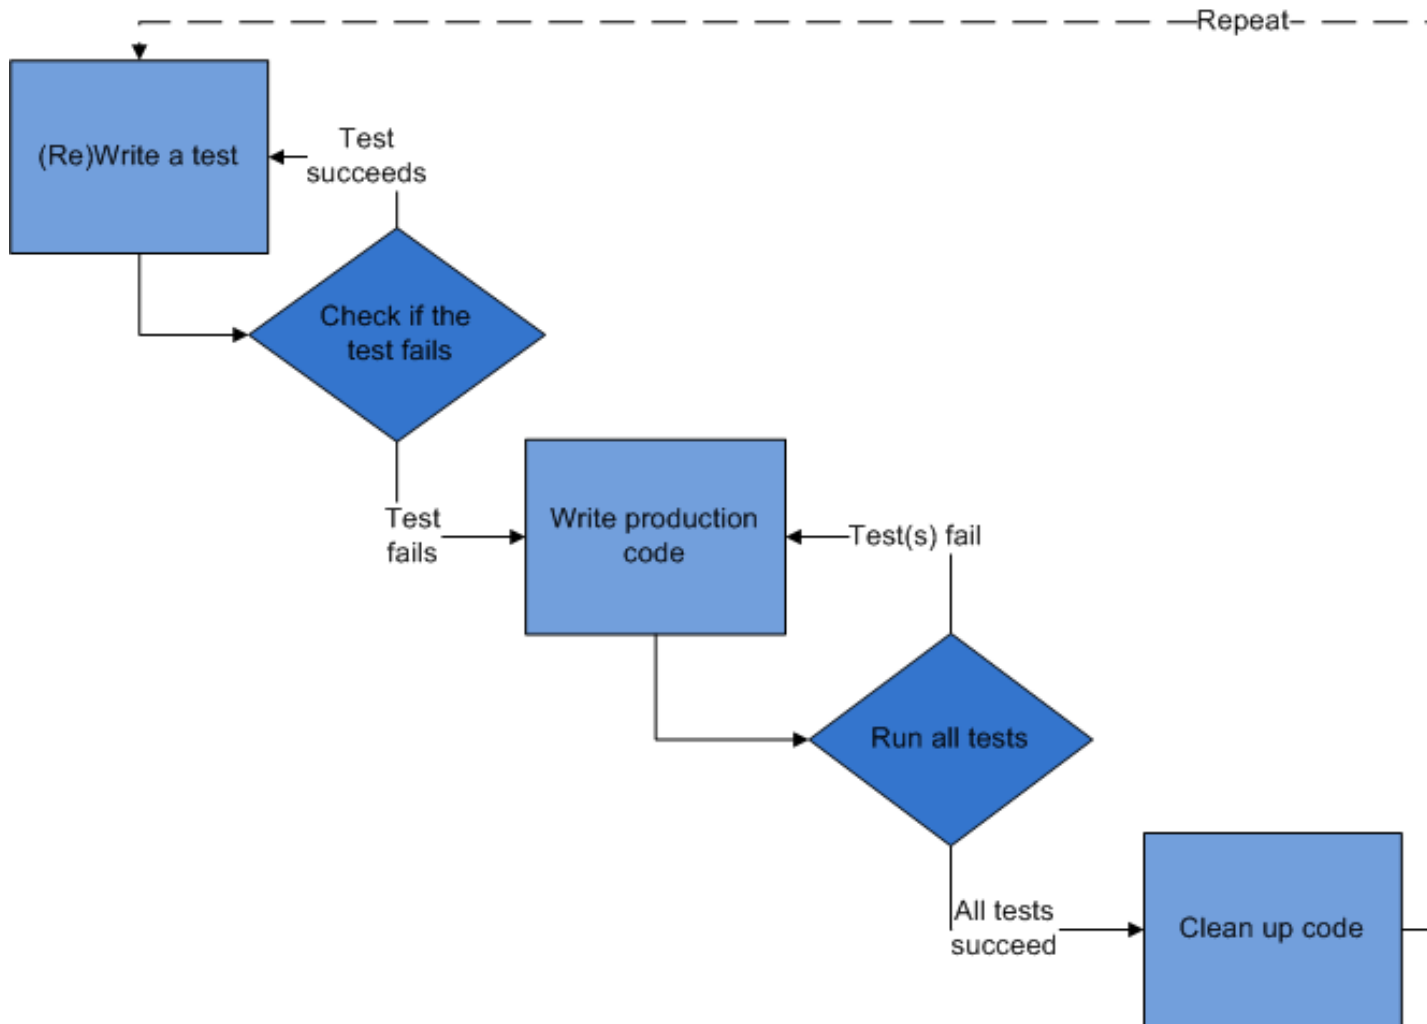 Repeat
(Re)Write a test
Test
succeeds
Check if the
test fails
Test
fails
Write production
code
Test(s) fail
Run all tests
All tests
succeed
Clean up code